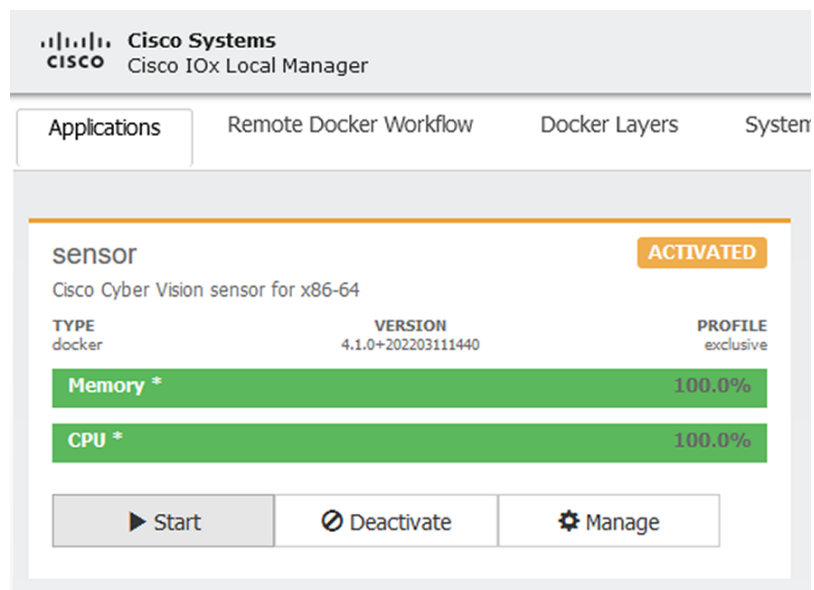 Cisco Systems
CISCO
Cisco IOx Local Manager
Applications Remote Docker Workflow Docker Layers System
sensor ACTIVATED
Cisco Cyber Vision sensor for x86-64
TYPE VERSION PROFILE
docker 4.1.0+202203111440 exclusive
Memory * 100.0%
CPU * 100.0%
Start Deactivate Manage